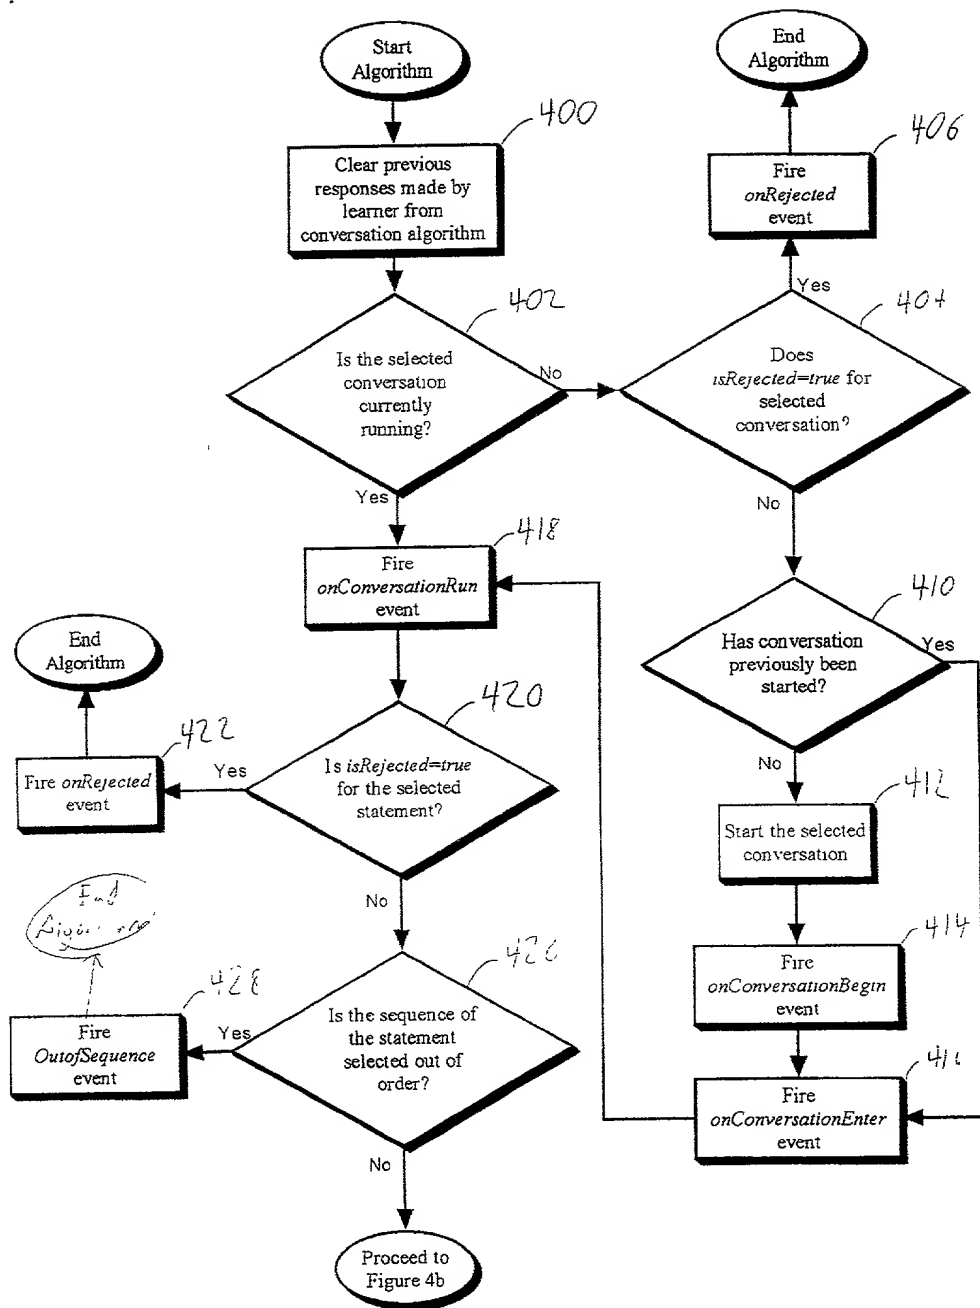 Start
Algorithm
End
Algorithm
400
406
Clear previous
responses made by
learner from
conversation algorithm
Fire
onRejected
event
Yes
402
404
Is the selected
conversation
currently
running?
No
Does
isRejected=true for
selected
conversation?
Yes
No
418
Fire
onConversationRun
event
410
Has conversation
previously been
started?
Yes
End
Algorithm
420
422
Fire onRejected
event
Yes
Is isRejected=true
for the selected
statement?
No
412
Start the selected
conversation
No
End
414
Fire
onConversationBegin
event
426
428
Fire
OutofSequence
event
Yes
Is the sequence of
the statement
selected out of
order?
41
Fire
onConversationEnter
event
No
Proceed to
Figure 4b